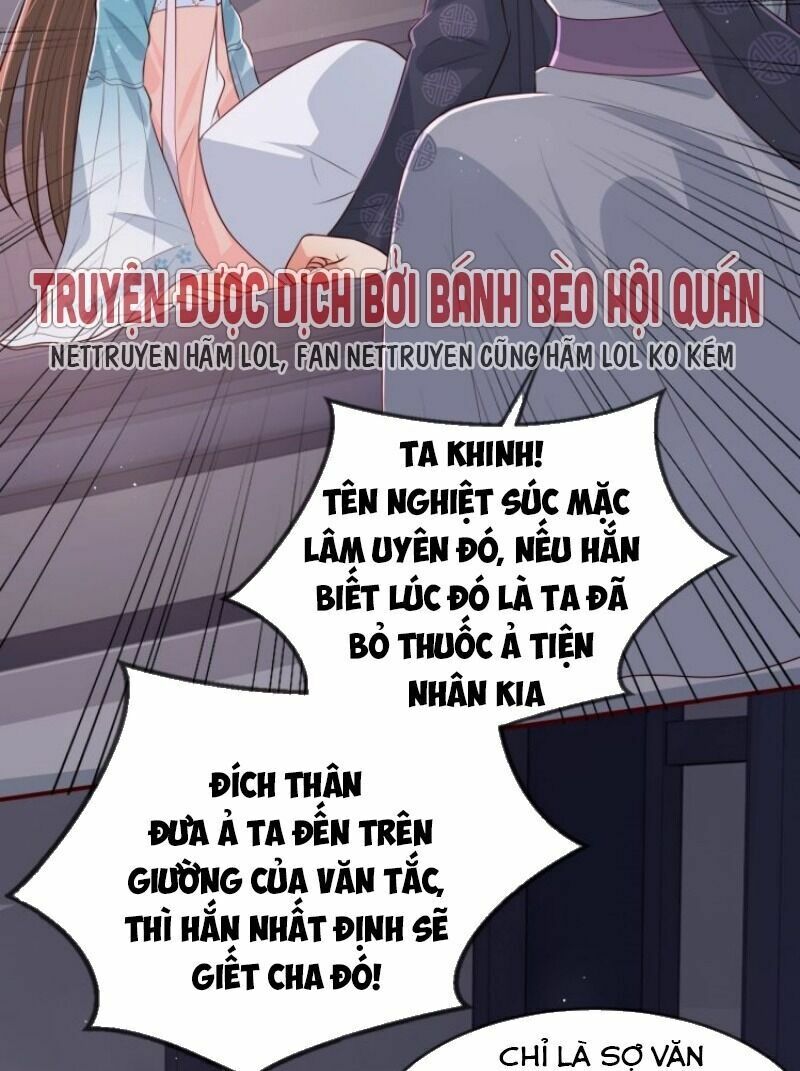 TRUYỆN ĐƯỢC DỊCH BỞI BÁNH BÈO HỘI QUÁN
NETTRUYEN HÃM LOL, FAN NETTRUYEN CŨNG HÃM LOL KO KÉM
TA KHINH!
TÊN NGHIỆT SÚC MẶC
LÂM UYÊN ĐÓ, NẾU HẮN
BIẾT LÚC ĐÓ LÀ TA ĐÃ
BỎ THUỐC Ả TIỆN
NHÂN KIA
ĐÍCH THÂN
ĐƯA Ả TA ĐẾN TRÊN
GIƯỜNG CỦA VĂN TẮC,
THÌ HẮN NHẤT ĐỊNH SẼ
GIẾT CHA ĐÓ!
CHỈ LÀ SỢ VĂN